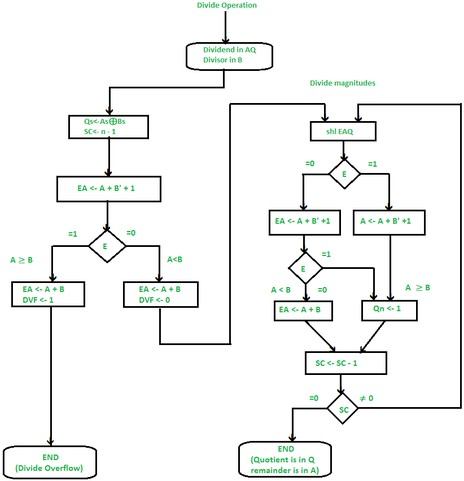 Divide Operation
Dividend in AQ
Divisor in B
Qs<-As⊕Bs
SC<- n - 1
EA <- A + B' + 1
E
=1
=0
A ≥ B
A<B
EA <- A + B
DVF <- 1
EA <- A + B
DVF <- 0
END
(Divide Overflow)
Divide magnitudes
shl EAQ
=0
=1
E
EA <- A + B' +1
A <- A + B' +1
E
=1
A < B
=0
A ≥ B
EA <- A + B
Qn <- 1
SC <- SC - 1
=0
≠ 0
SC
END
(Quotient is in Q
remainder is in A)